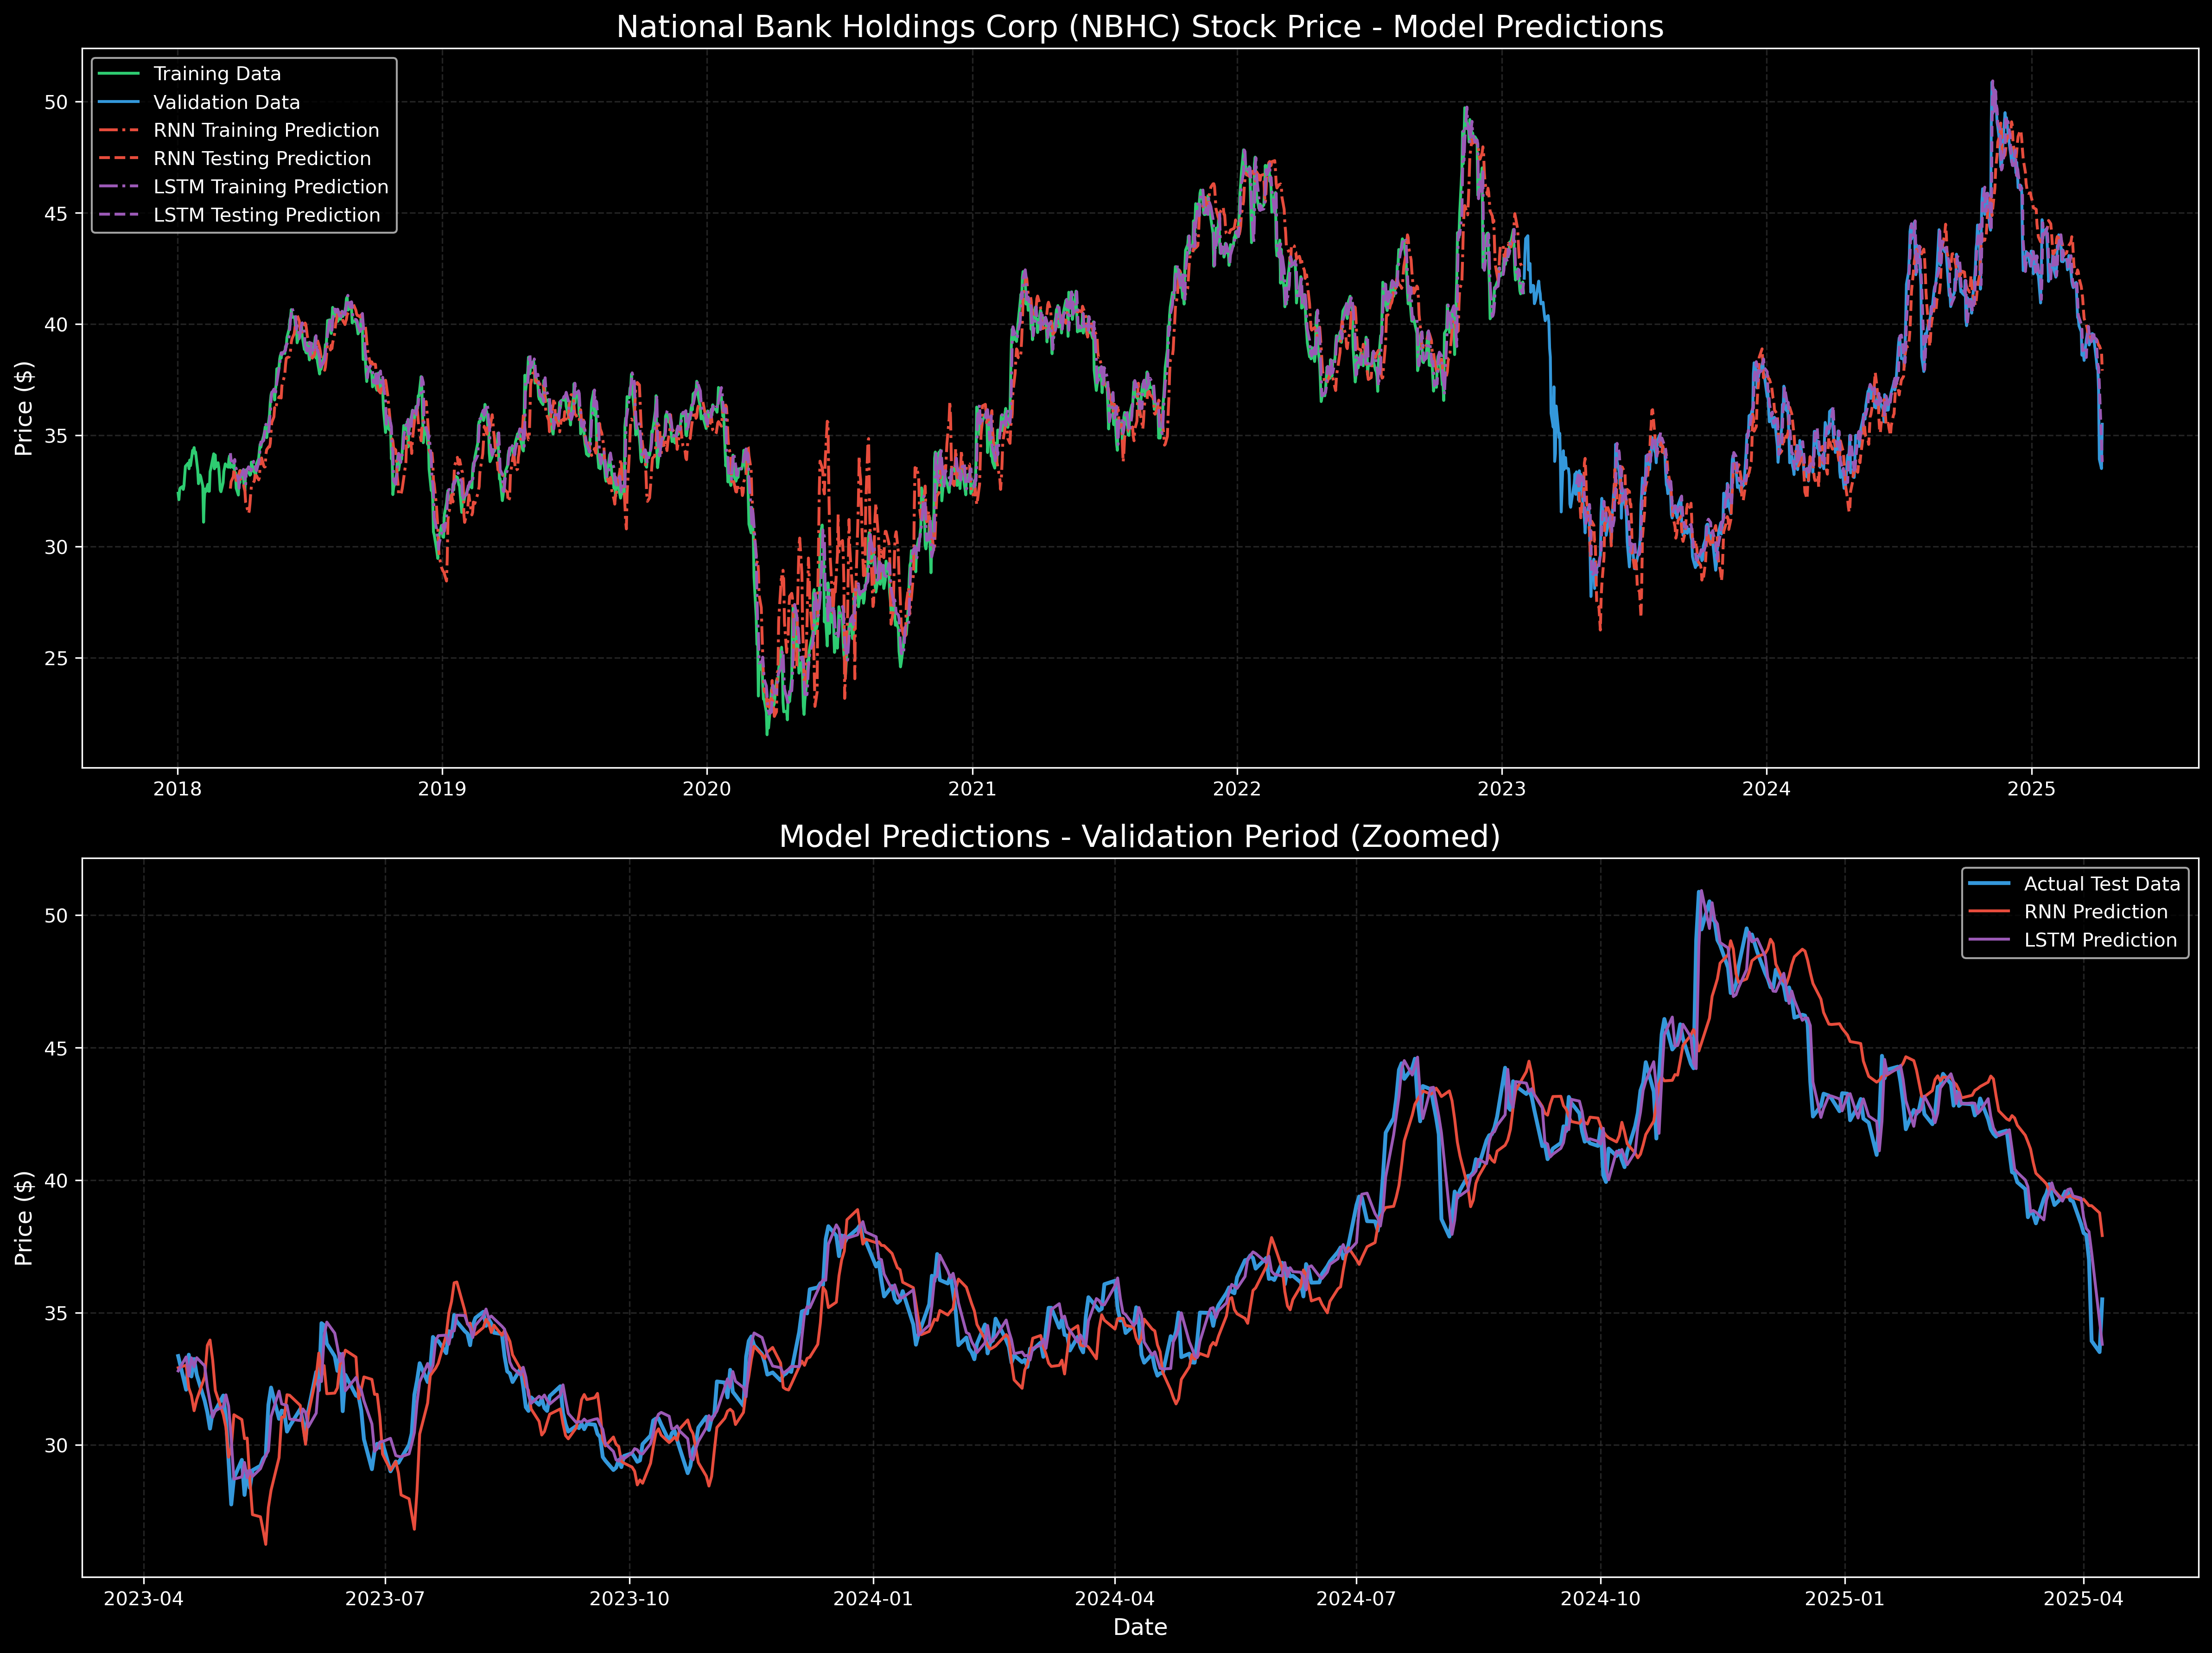 National Bank Holdings Corp (NBHC) Stock Price - Model Predictions
Training Data
Validation Data
RNN Training Prediction
RNN Testing Prediction
LSTM Training Prediction
LSTM Testing Prediction
Price ($)
50
45
40
35
30
25
2018 2019 2020 2021 2022 2023 2024 2025
Model Predictions - Validation Period (Zoomed)
Actual Test Data
RNN Prediction
LSTM Prediction
Price ($)
50
45
40
35
30
2023-04 2023-07 2023-10 2024-01 2024-04 2024-07 2024-10 2025-01 2025-04
Date